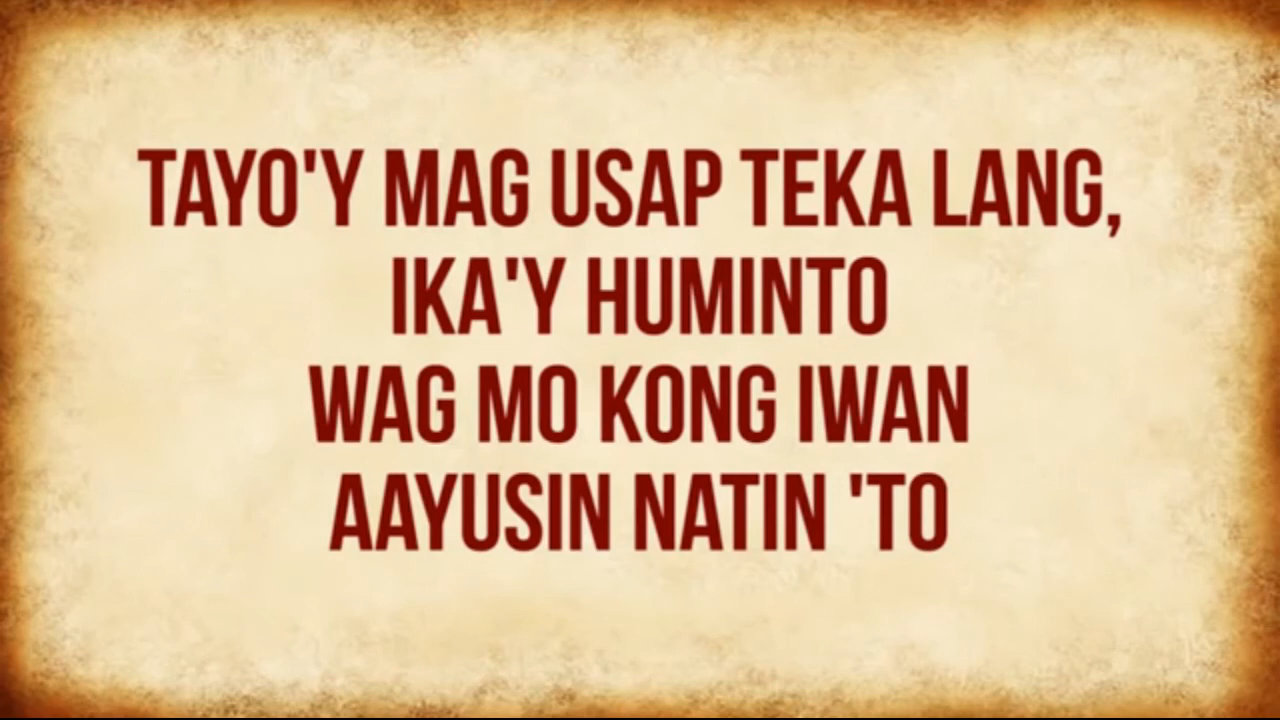 TAYO'Y MAG USAP TEKA LANG,
IKA'Y HUMINTO
WAG MO KONG IWAN
AAYUSIN NATIN 'TO